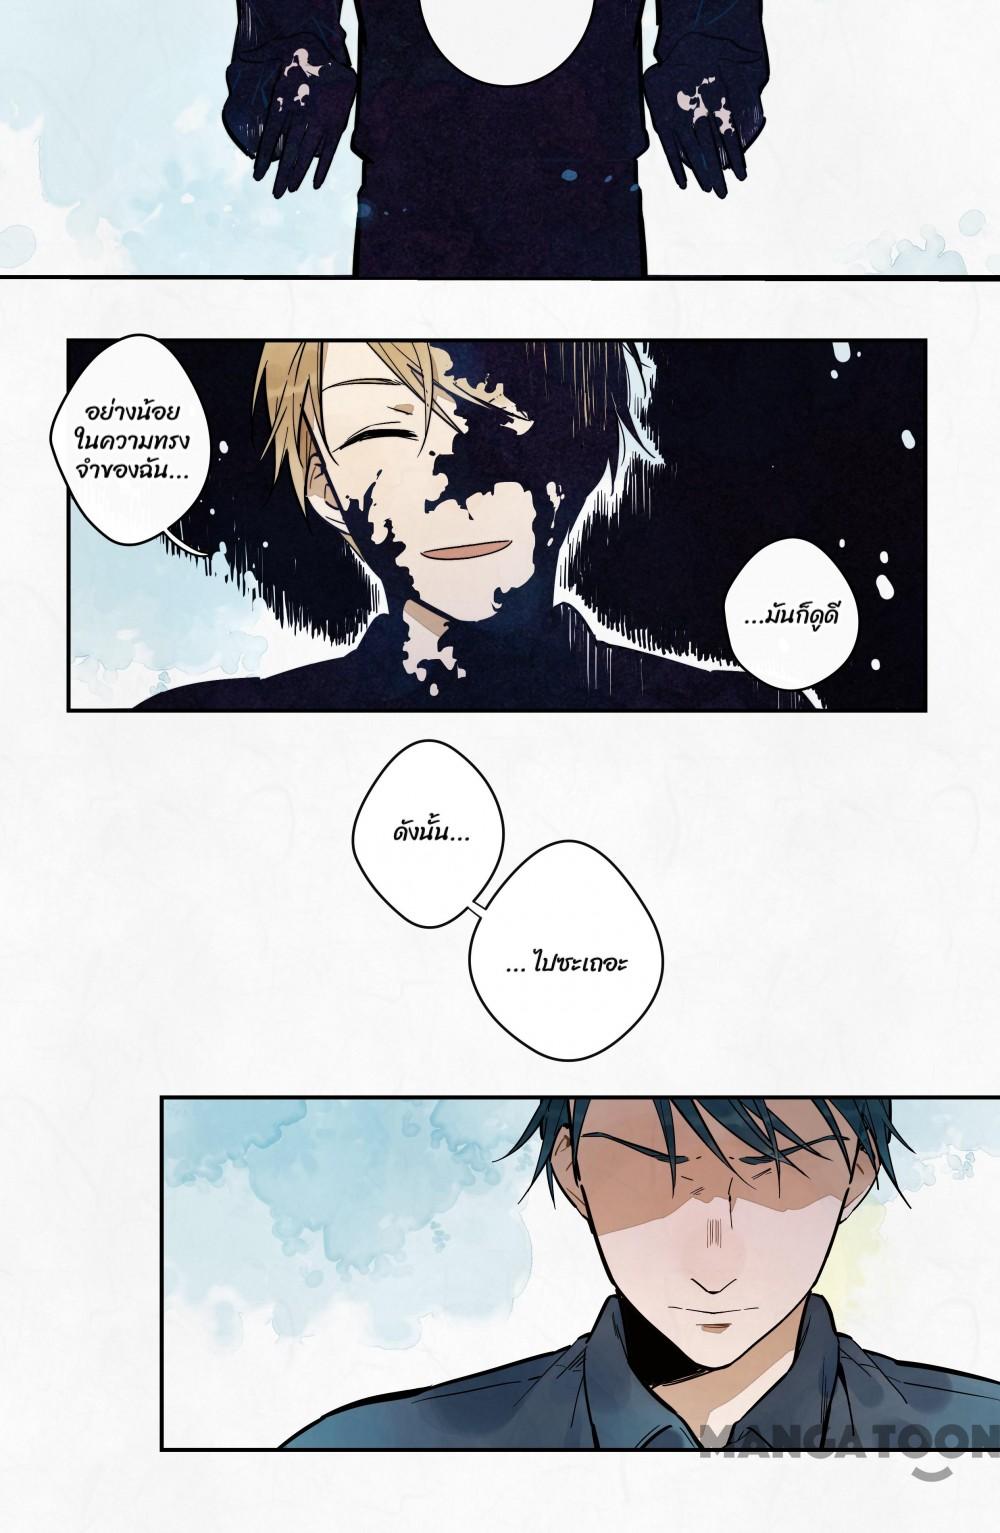 อย่างน้อย
ในความทรง
จำของฉัน...
...มันก็ดูดี
ดังนั้น...
... ไปซะเถอะ
MANGATOON